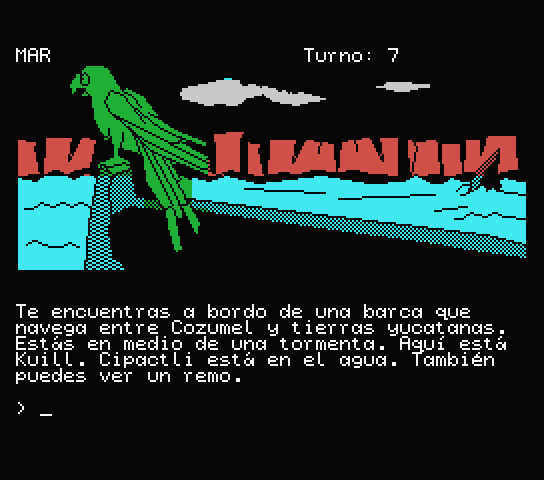 MAR Turno: 7
Te encuentras a bordo de una barca que
navega entre Cozumel y tierras yucatanas.
Estás en medio de una tormenta. Aquí está
Kuill. Cipactli está en el agua. También
puedes ver un remo.
> _